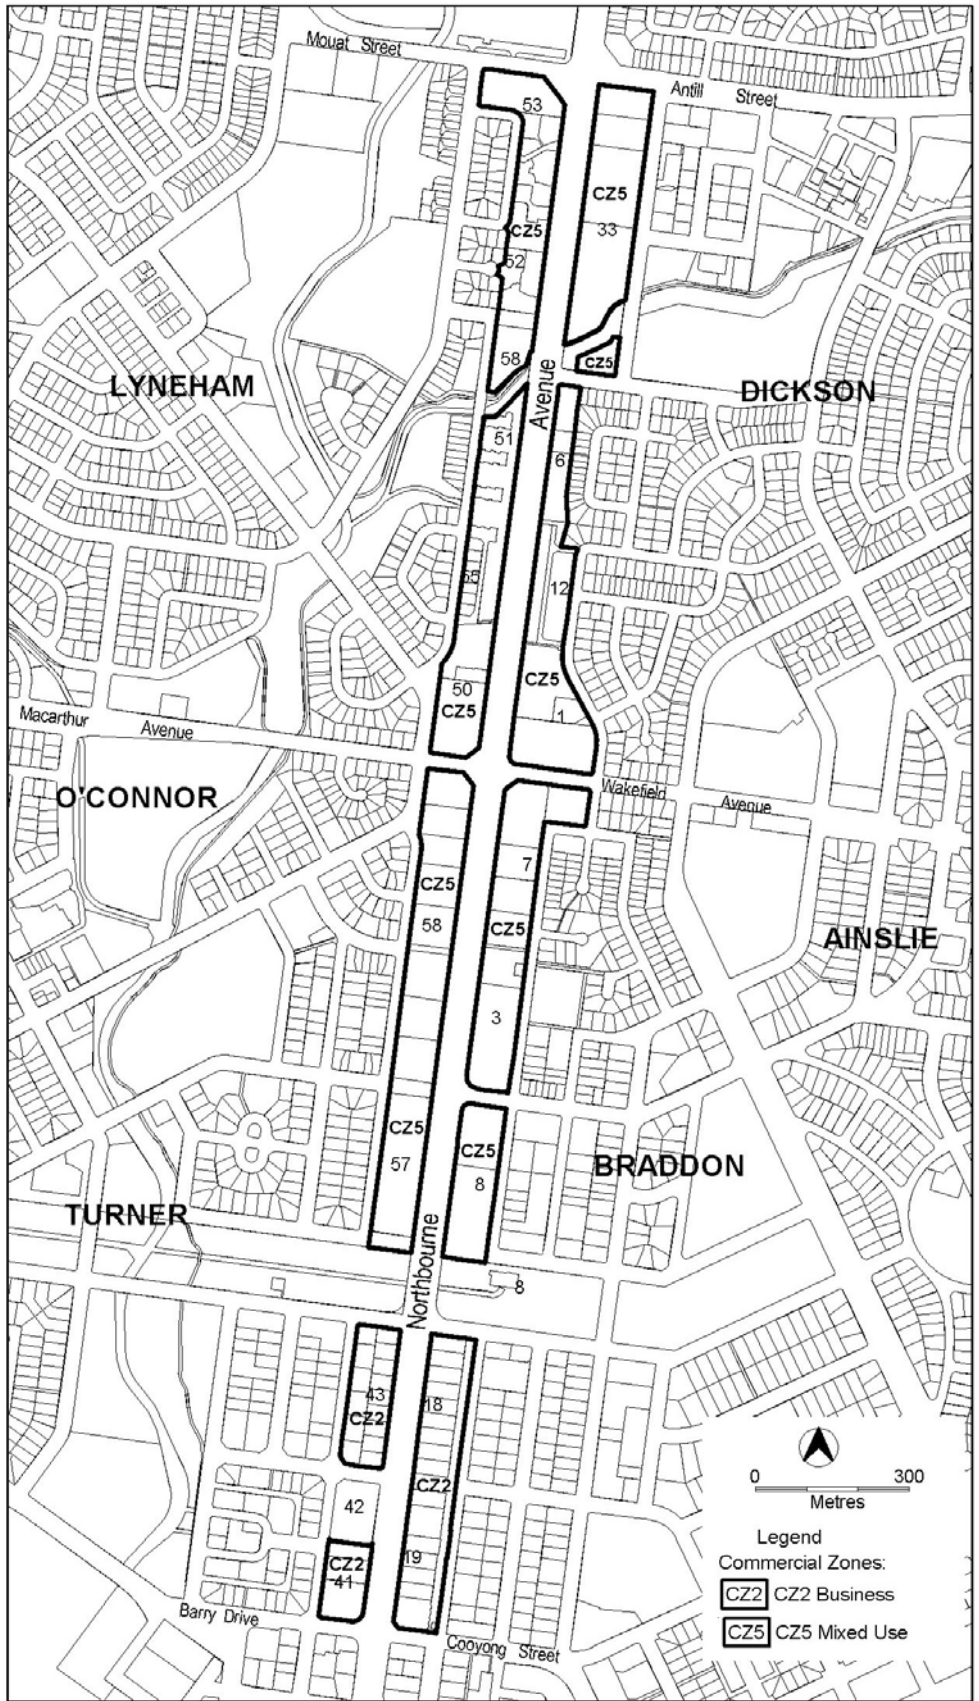 Mouat Street
Antill Street
53
CZ5
33
CZ5
52
58
CZ5
Avenue
LYNEHAM
DICKSON
51
6
55
12
CZ5
50
CZ5
1
Macarthur
Avenue
O'CONNOR
Wakefield
Avenue
7
CZ5
58
CZ5
AINSLIE
3
CZ5
57
CZ5
8
BRADDON
TURNER
Northbourne
8
43
CZ2
18
CZ2
42
19
CZ2
41
Barry Drive
Cooyong Street
0 300
Metres
Legend
Commercial Zones:
CZ2 CZ2 Business
CZ5 CZ5 Mixed Use